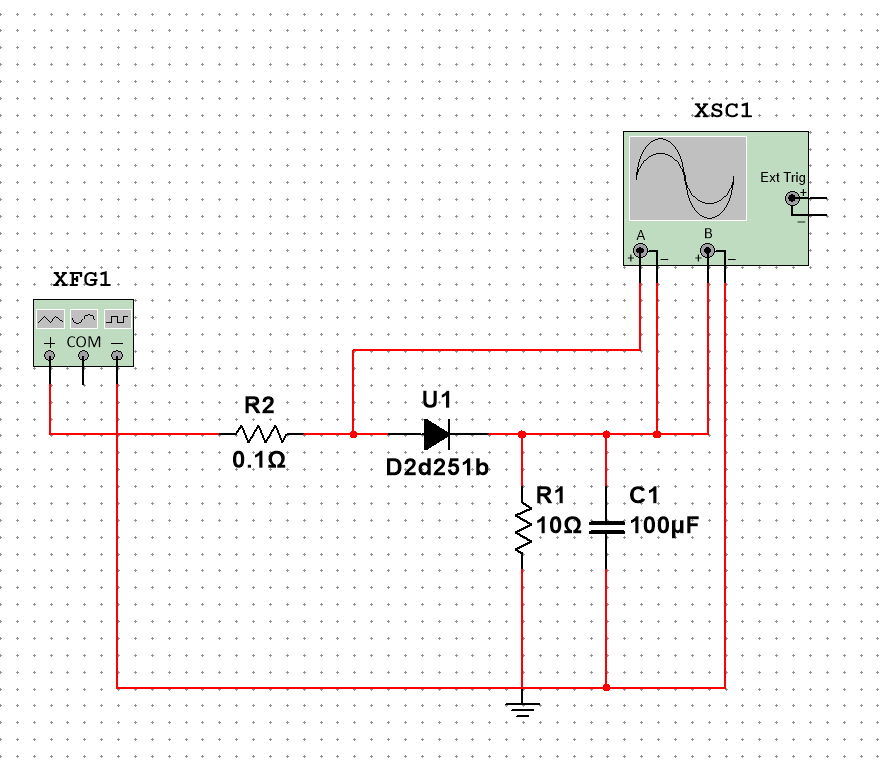 XSC1
Ext Trig
+
−
A
B
+ − + −
XFG1
+ COM −
R2
0.1Ω
U1
D2d251b
R1
10Ω
C1
100µF